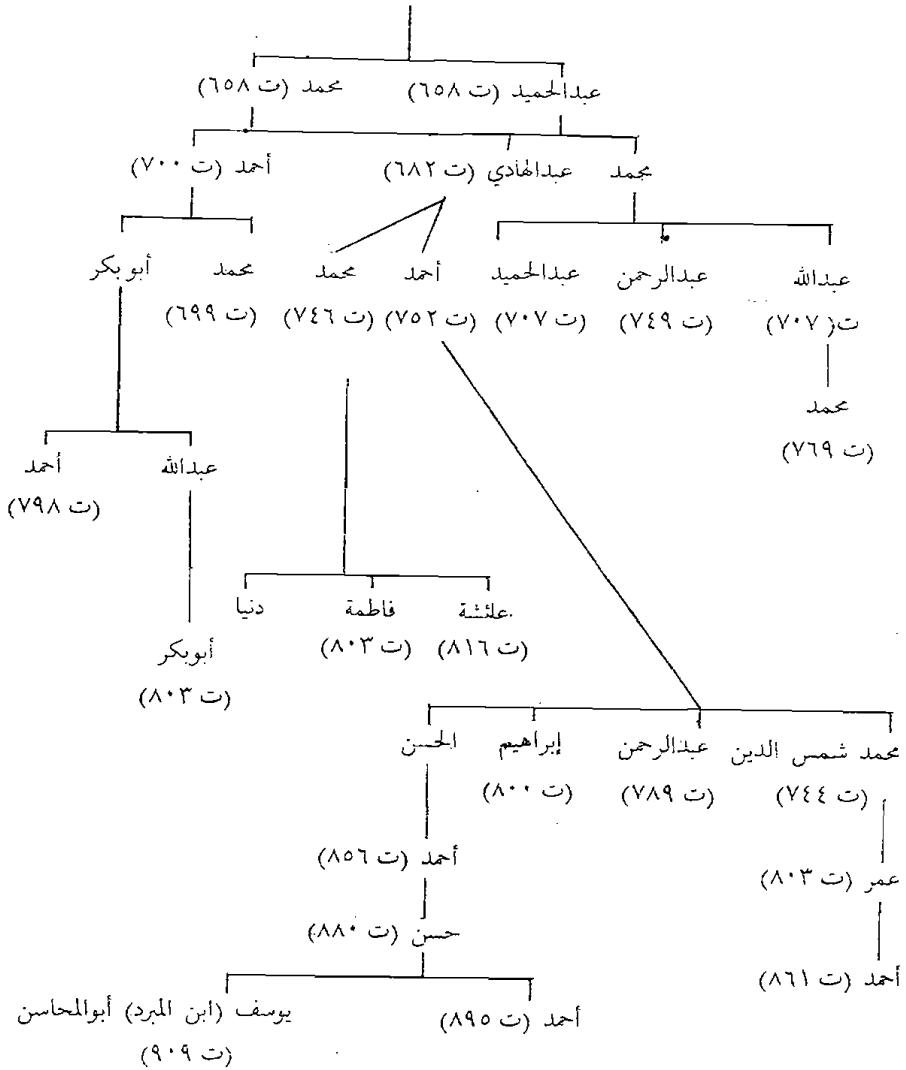 عبدالحميد (ت ٦٥٨) محمد (ت ٦٥٨)
محمد عبدالهادي (ت ٦٨٢) أحمد (ت ٧٠٠)
عبدالله عبدالرحمن عبدالحميد أحمد محمد محمد أبو بكر
ت( ٧٠٧) (ت ٧٤٩) (ت ٧٠٧) (ت ٧٥٢) (ت ٧٤٦) (ت ٦٩٩)
محمد
(ت ٧٦٩)
عبدالله أحمد
(ت ٧٩٨)
عائشة فاطمة دنيا
(ت ٨١٦) (ت ٨٠٣)
أبوبكر
(ت ٨٠٣)
محمد شمس الدين عبدالرحمن إبراهيم الحسن
(ت ٧٤٤) (ت ٧٨٩) (ت ٨٠٠)
أحمد (ت ٨٥٦)
عمر (ت ٨٠٣)
حسن (ت ٨٨٠)
أحمد (ت ٨٦١)
أحمد (ت ٨٩٥) يوسف (ابن المبرد) أبوالمحاسن
(ت ٩٠٩)